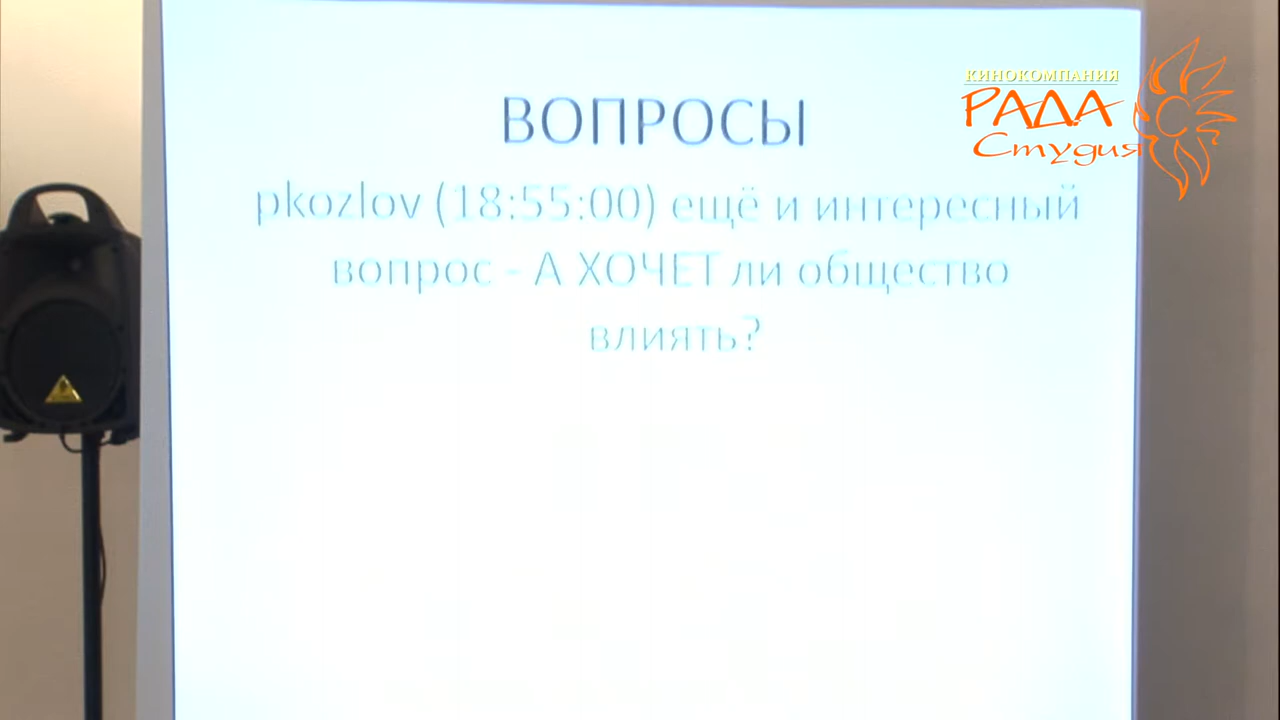 КИНОКОМПАНИЯ
РАДА
Студия
ВОПРОСЫ
pkozlov (18:55:00) ещё и интересный
вопрос - А ХОЧЕТ ли общество
влиять?